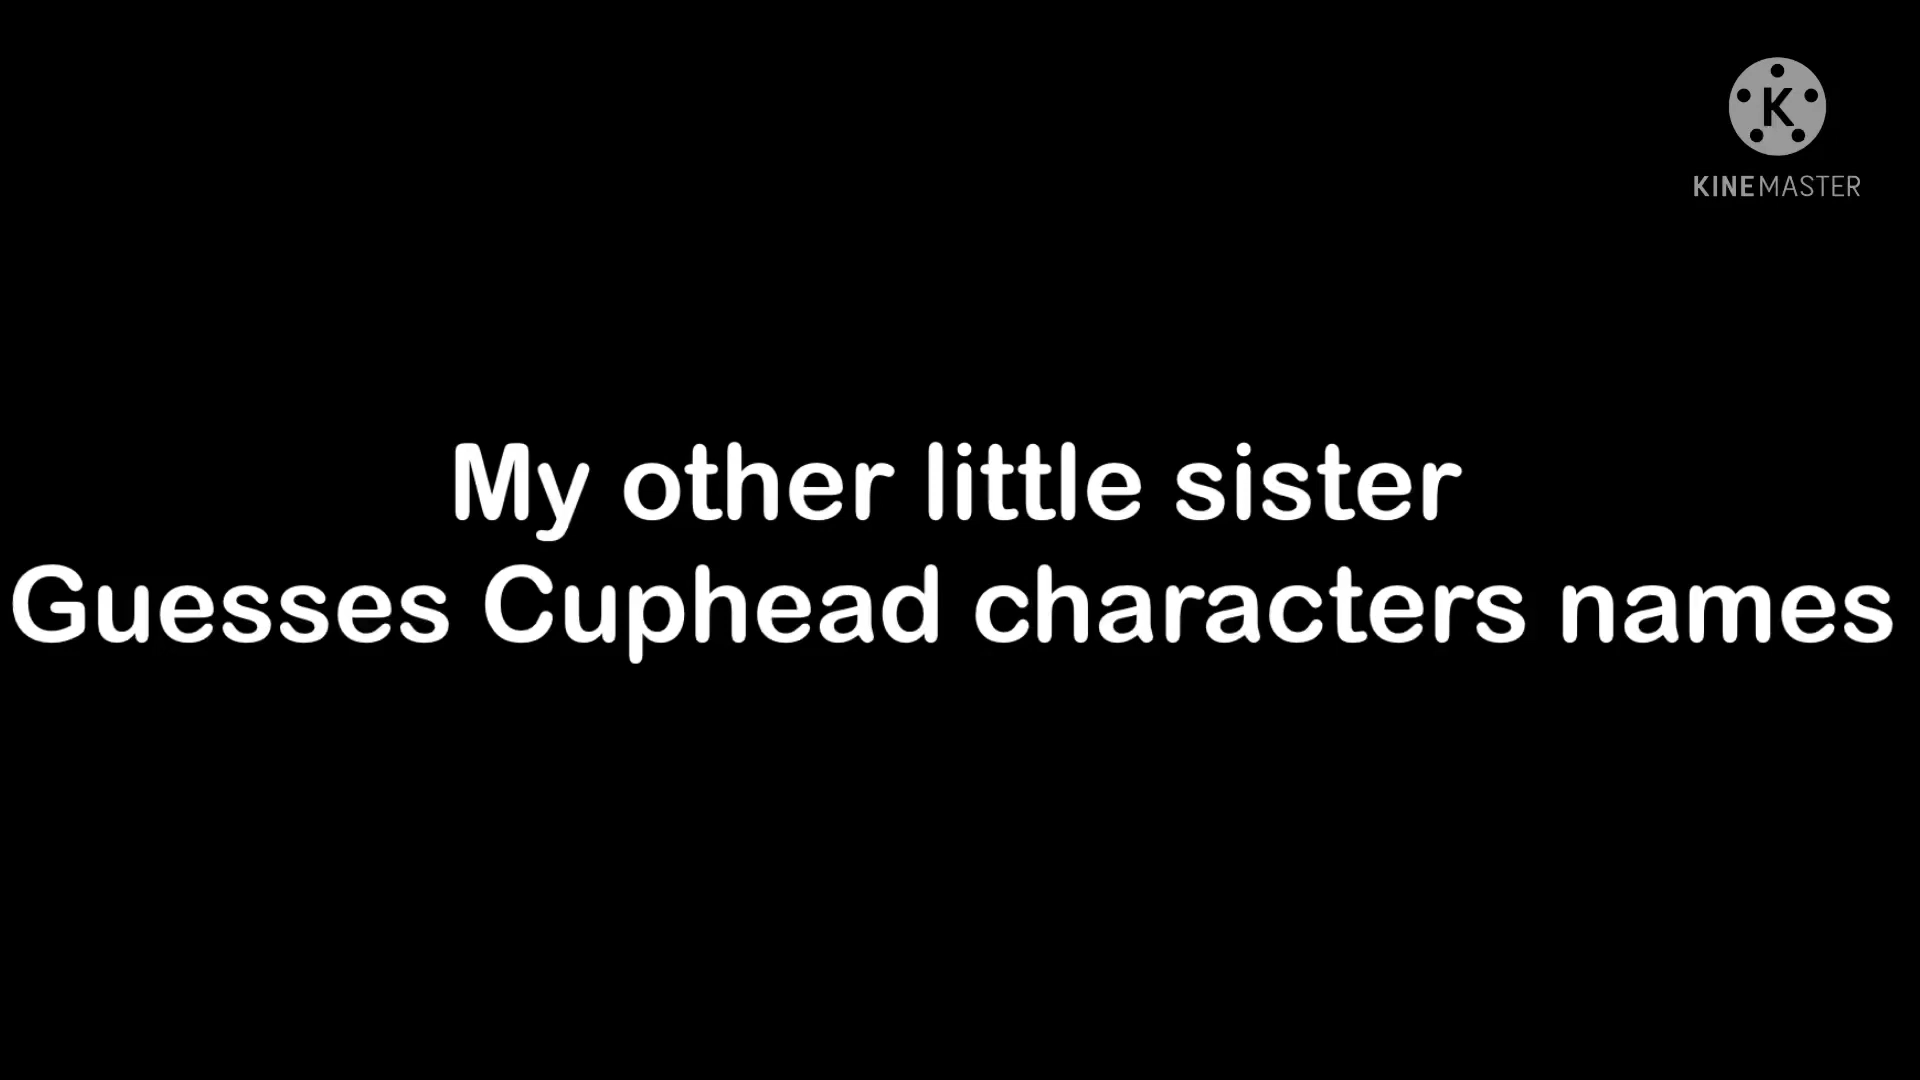 K
KINEMASTER
My other little sister
Guesses Cuphead characters names